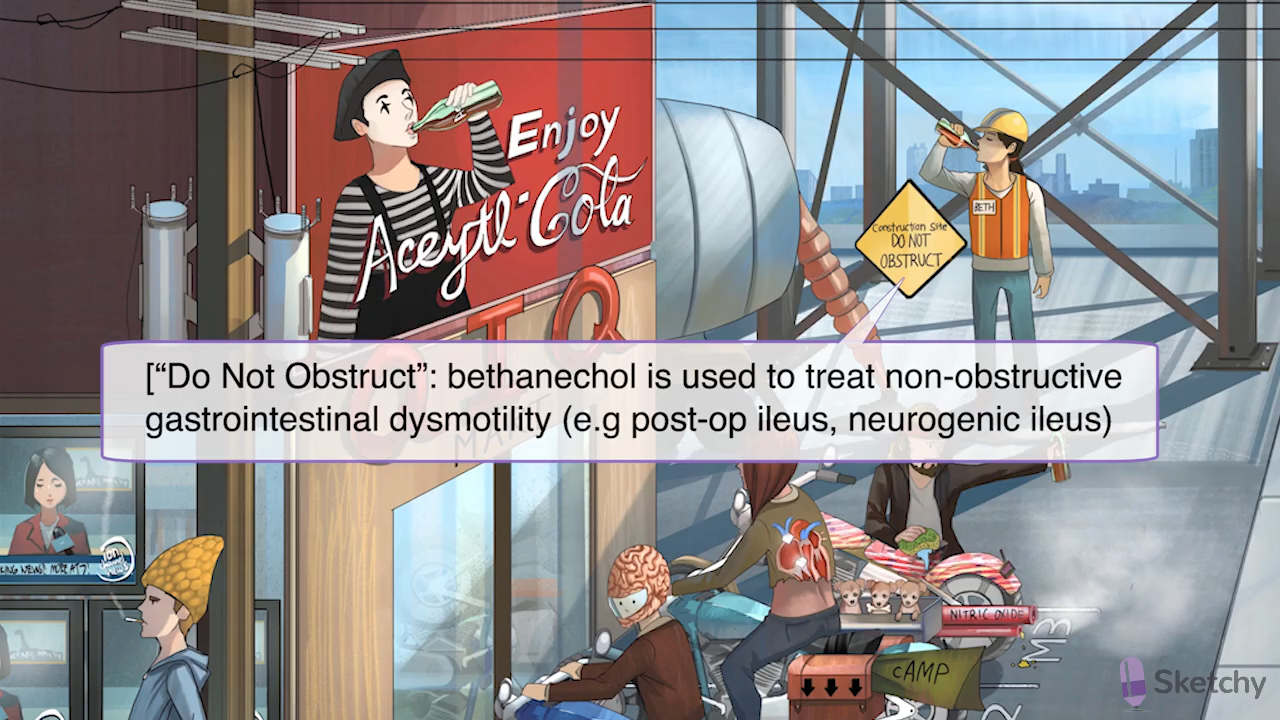 Enjoy
Aceytl-Cola
BETH
Construction Site
DO NOT
OBSTRUCT
["Do Not Obstruct": bethanechol is used to treat non-obstructive
gastrointestinal dysmotility (e.g post-op ileus, neurogenic ileus)
NITRIC OXIDE
M3
cAMP
Sketchy